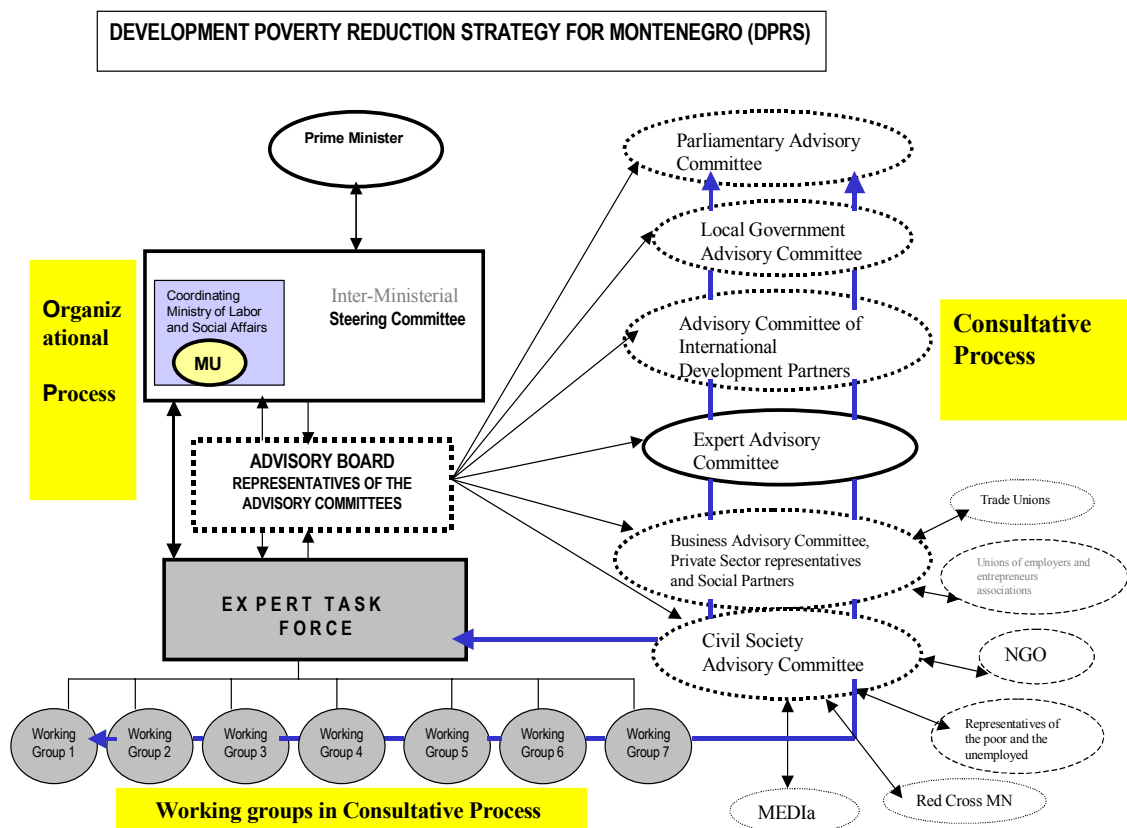 DEVELOPMENT POVERTY REDUCTION STRATEGY FOR MONTENEGRO (DPRS)
Prime Minister
Organiz
ational
Process
Coordinating
Ministry of Labor
and Social Affairs
MU
Inter-Ministerial
Steering Committee
ADVISORY BOARD
REPRESENTATIVES OF THE
ADVISORY COMMITTEES
EXPERT TASK
FORCE
Working
Group 1
Working
Group 2
Working
Group 3
Working
Group 4
Working
Group 5
Working
Group 6
Working
Group 7
Working groups in Consultative Process
Parliamentary Advisory
Committee
Local Government
Advisory Committee
Advisory Committee of
International
Development Partners
Expert Advisory
Committee
Business Advisory Committee,
Private Sector representatives
and Social Partners
Civil Society
Advisory Committee
Consultative
Process
Trade Unions
Unions of employers and
entrepreneurs
associations
NGO
Representatives of
the poor and the
unemployed
Red Cross MN
MEDIa